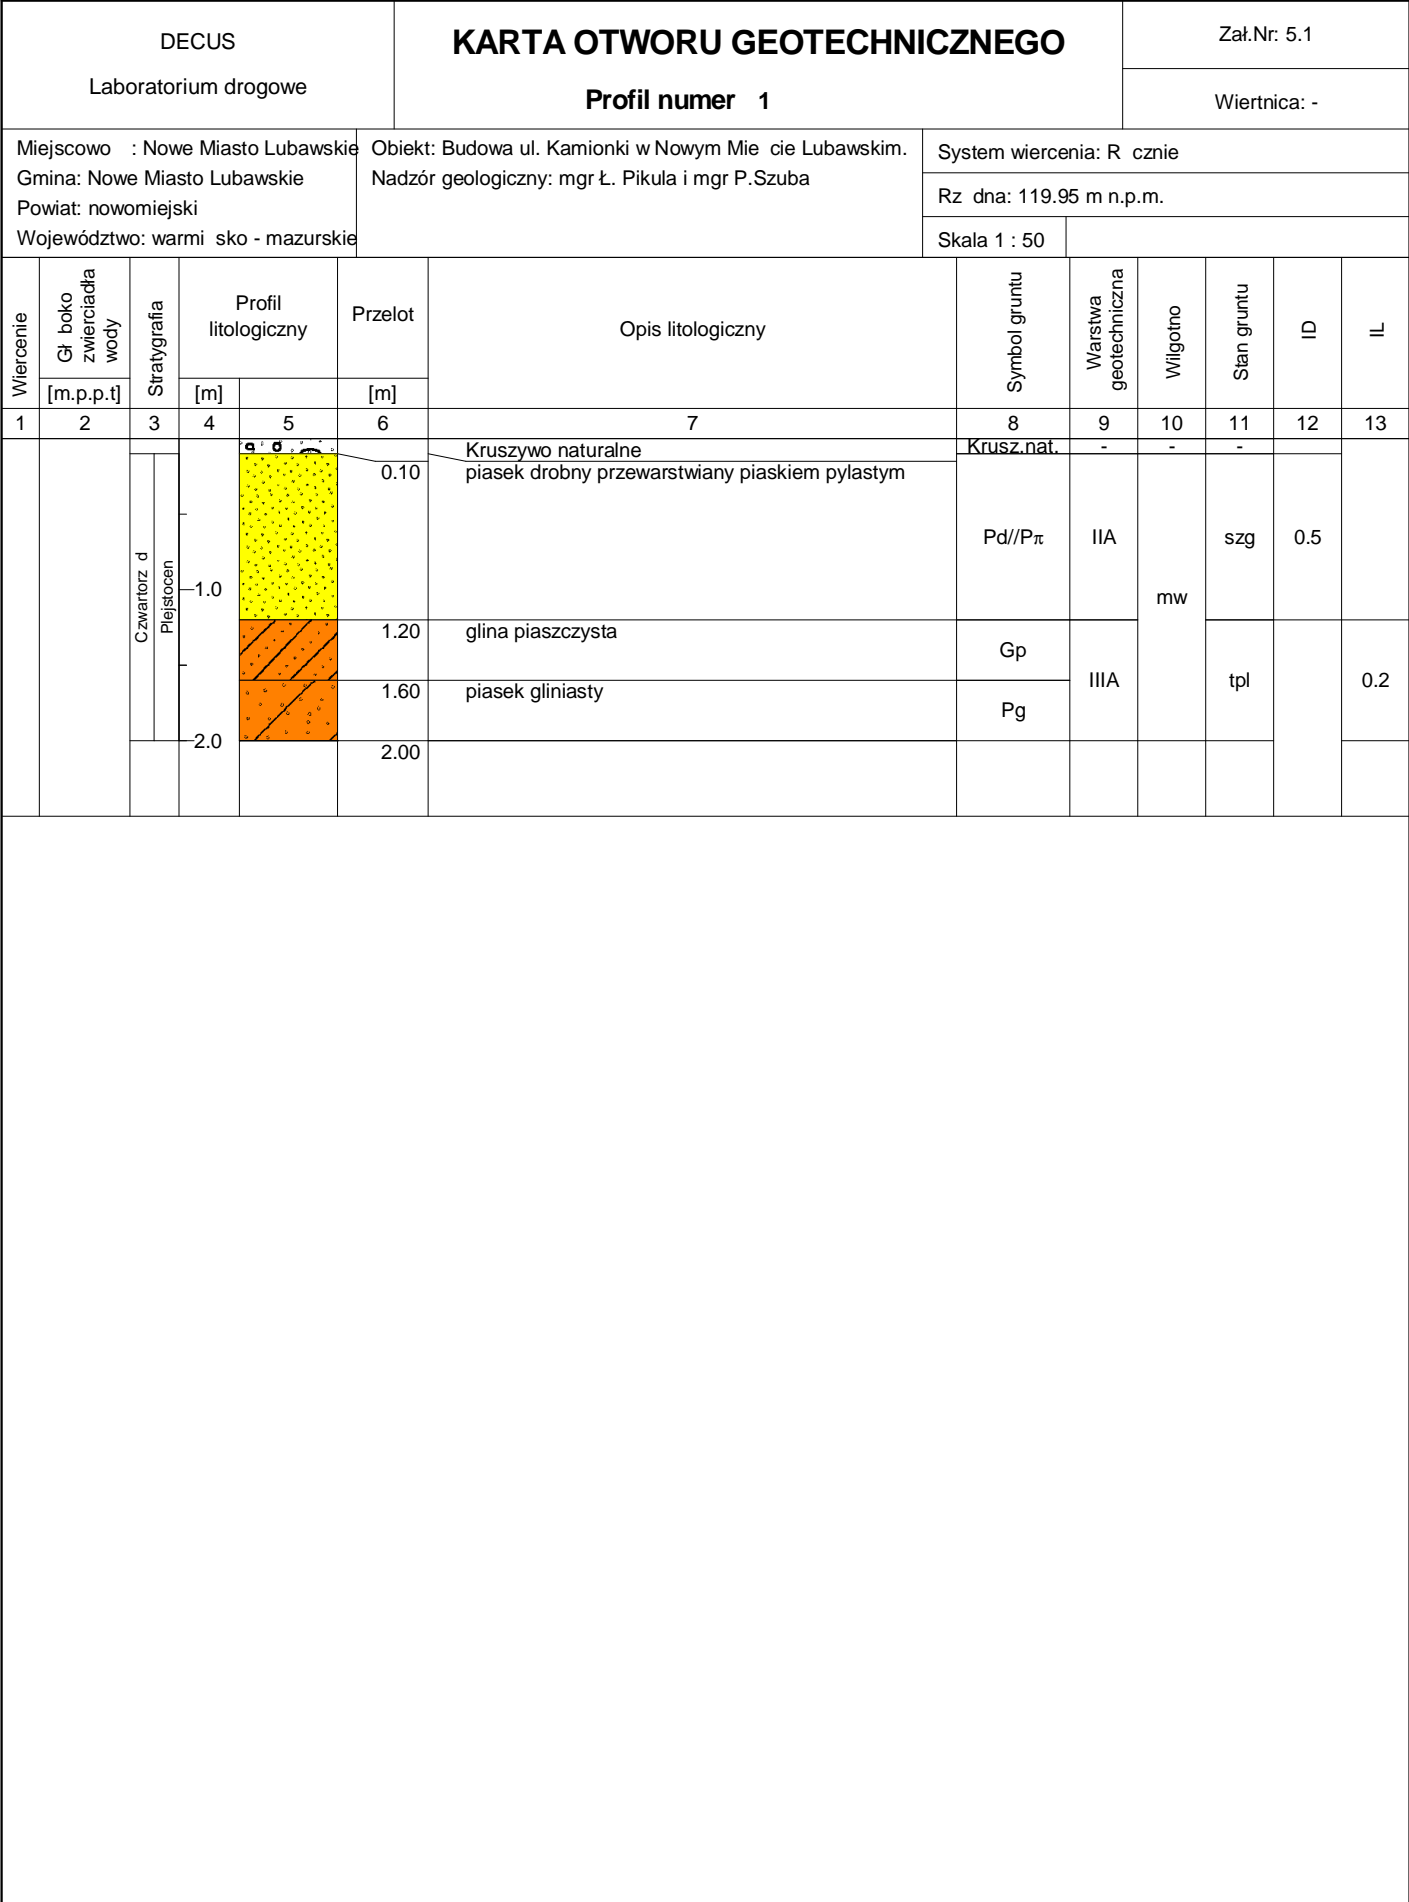 DECUS
Laboratorium drogowe
KARTA OTWORU GEOTECHNICZNEGO
Profil numer 1
Zał.Nr: 5.1
Wiertnica: -
Miejscowo : Nowe Miasto Lubawskie
Gmina: Nowe Miasto Lubawskie
Powiat: nowomiejski
Województwo: warmi sko - mazurskie
Obiekt: Budowa ul. Kamionki w Nowym Mie cie Lubawskim.
Nadzór geologiczny: mgr Ł. Pikula i mgr P.Szuba
System wiercenia: R cznie
Rz dna: 119.95 m n.p.m.
Skala 1 : 50
Wiercenie
Gł boko
zwierciadła
wody
[m.p.p.t]
Stratygrafia
Profil
litologiczny
[m]
Przelot
[m]
Opis litologiczny
Symbol gruntu
Warstwa
geotechniczna
Wilgotno
Stan gruntu
ID
IL
1 2 3 4 5 6 7 8 9 10 11 12 13
Kruszywo naturalne Krusz.nat. - - -
0.10 piasek drobny przewarstwiany piaskiem pylastym
Pd//Pπ IIA szg 0.5
Czwartorz d
Plejstocen
1.0
mw
1.20 glina piaszczysta
Gp
IIIA tpl 0.2
1.60 piasek gliniasty
Pg
2.0
2.00